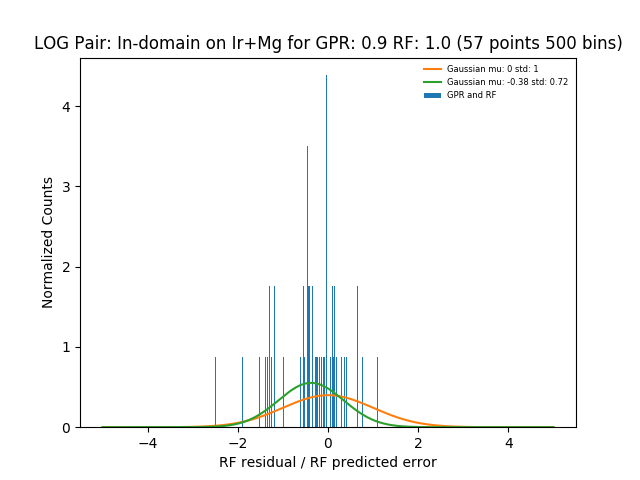 LOG Pair: In-domain on Ir+Mg for GPR: 0.9 RF: 1.0 (57 points 500 bins)
Gaussian mu: 0 std: 1
Gaussian mu: -0.38 std: 0.72
GPR and RF
Normalized Counts
4
3
2
1
0
−4 −2 0 2 4
RF residual / RF predicted error